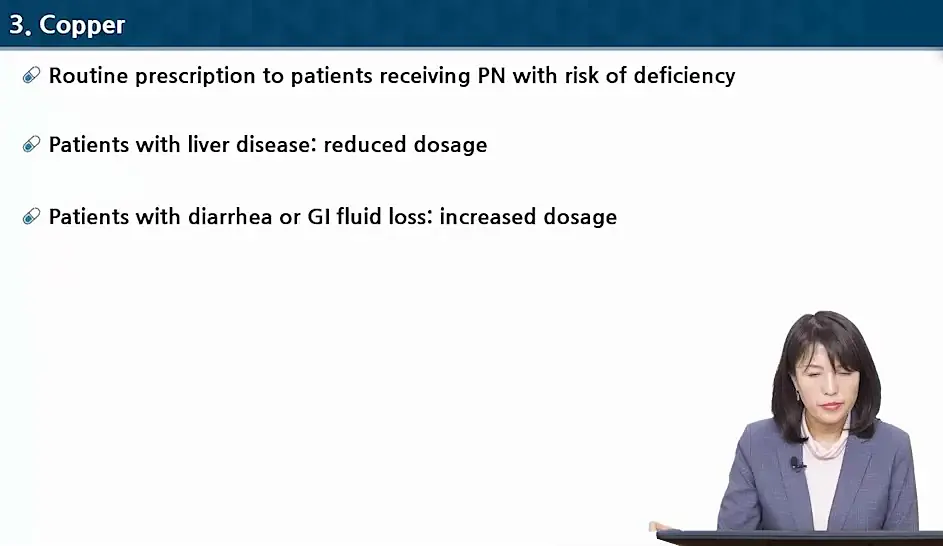 3. Copper
Routine prescription to patients receiving PN with risk of deficiency
Patients with liver disease: reduced dosage
Patients with diarrhea or GI fluid loss: increased dosage